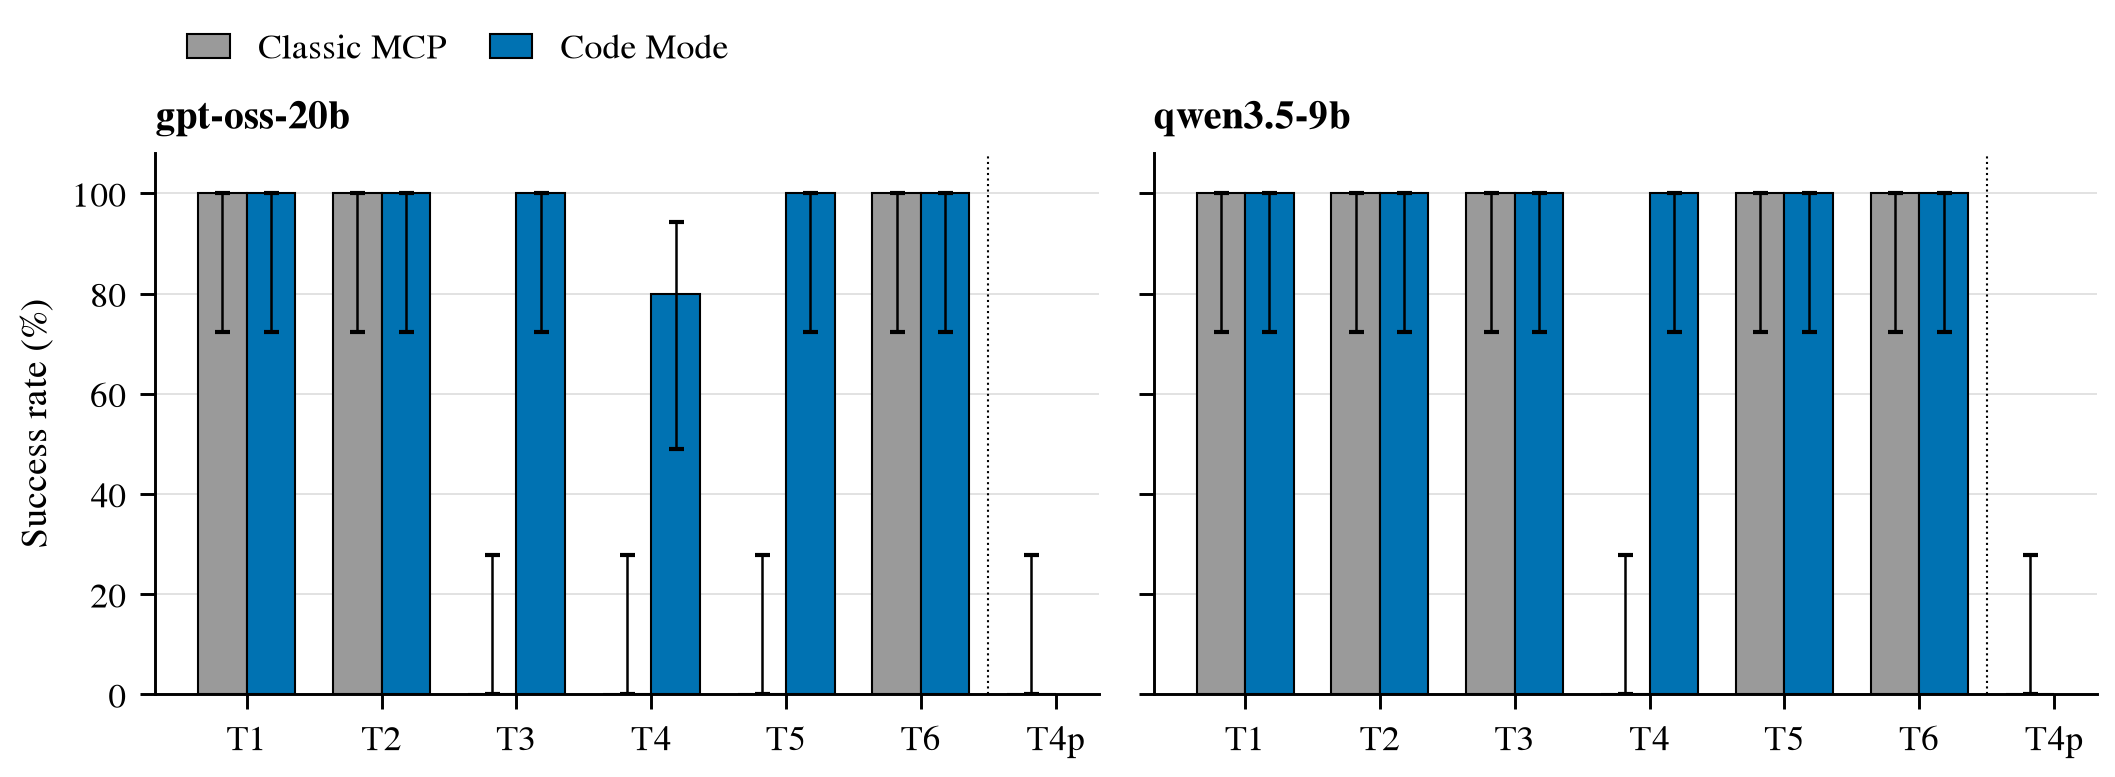 Classic MCP Code Mode
gpt-oss-20b
qwen3.5-9b
Success rate (%)
100
80
60
40
20
0
T1 T2 T3 T4 T5 T6 T4p
T1 T2 T3 T4 T5 T6 T4p